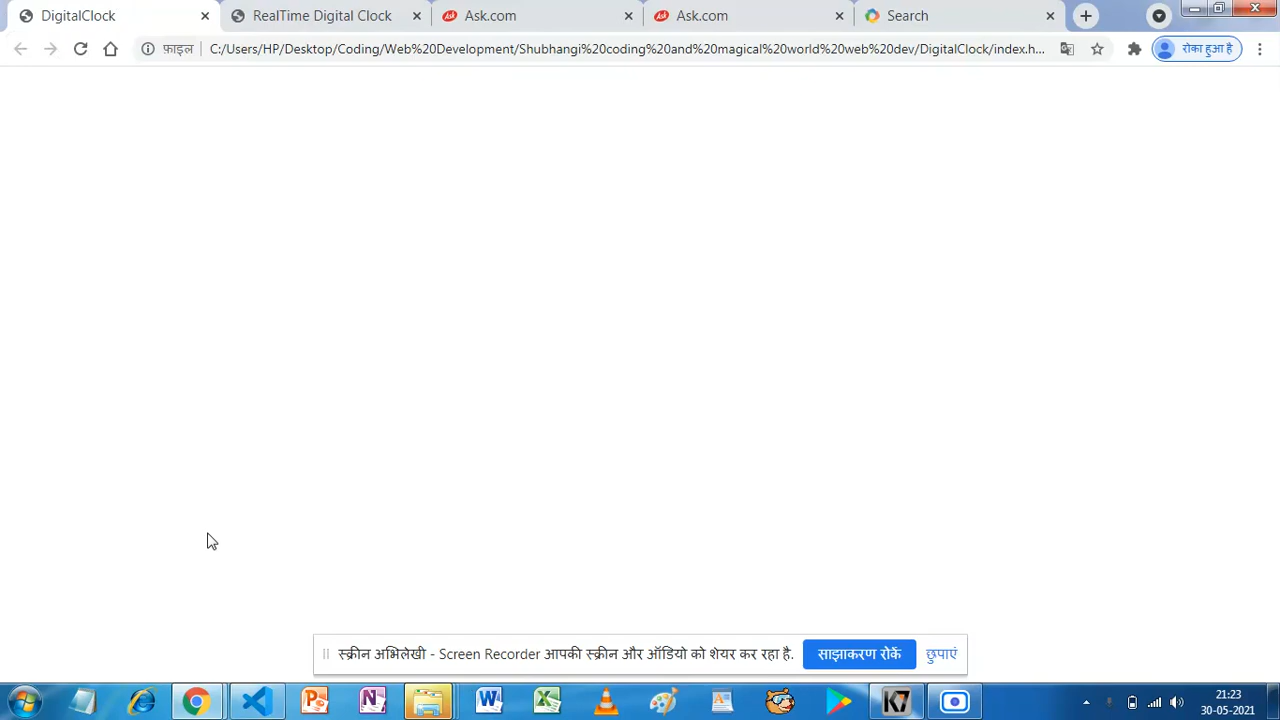 DigitalClock
RealTime Digital Clock
Ask.com
Ask.com
Search
फ़ाइल
C:/Users/HP/Desktop/Coding/Web%20Development/Shubhangi%20coding%20and%20magical%20world%20web%20dev/DigitalClock/index.h...
रोका हुआ है
स्क्रीन अभिलेखी - Screen Recorder आपकी स्क्रीन और ऑडियो को शेयर कर रहा है.
साझाकरण रोकें
छुपाएं
21:23
30-05-2021